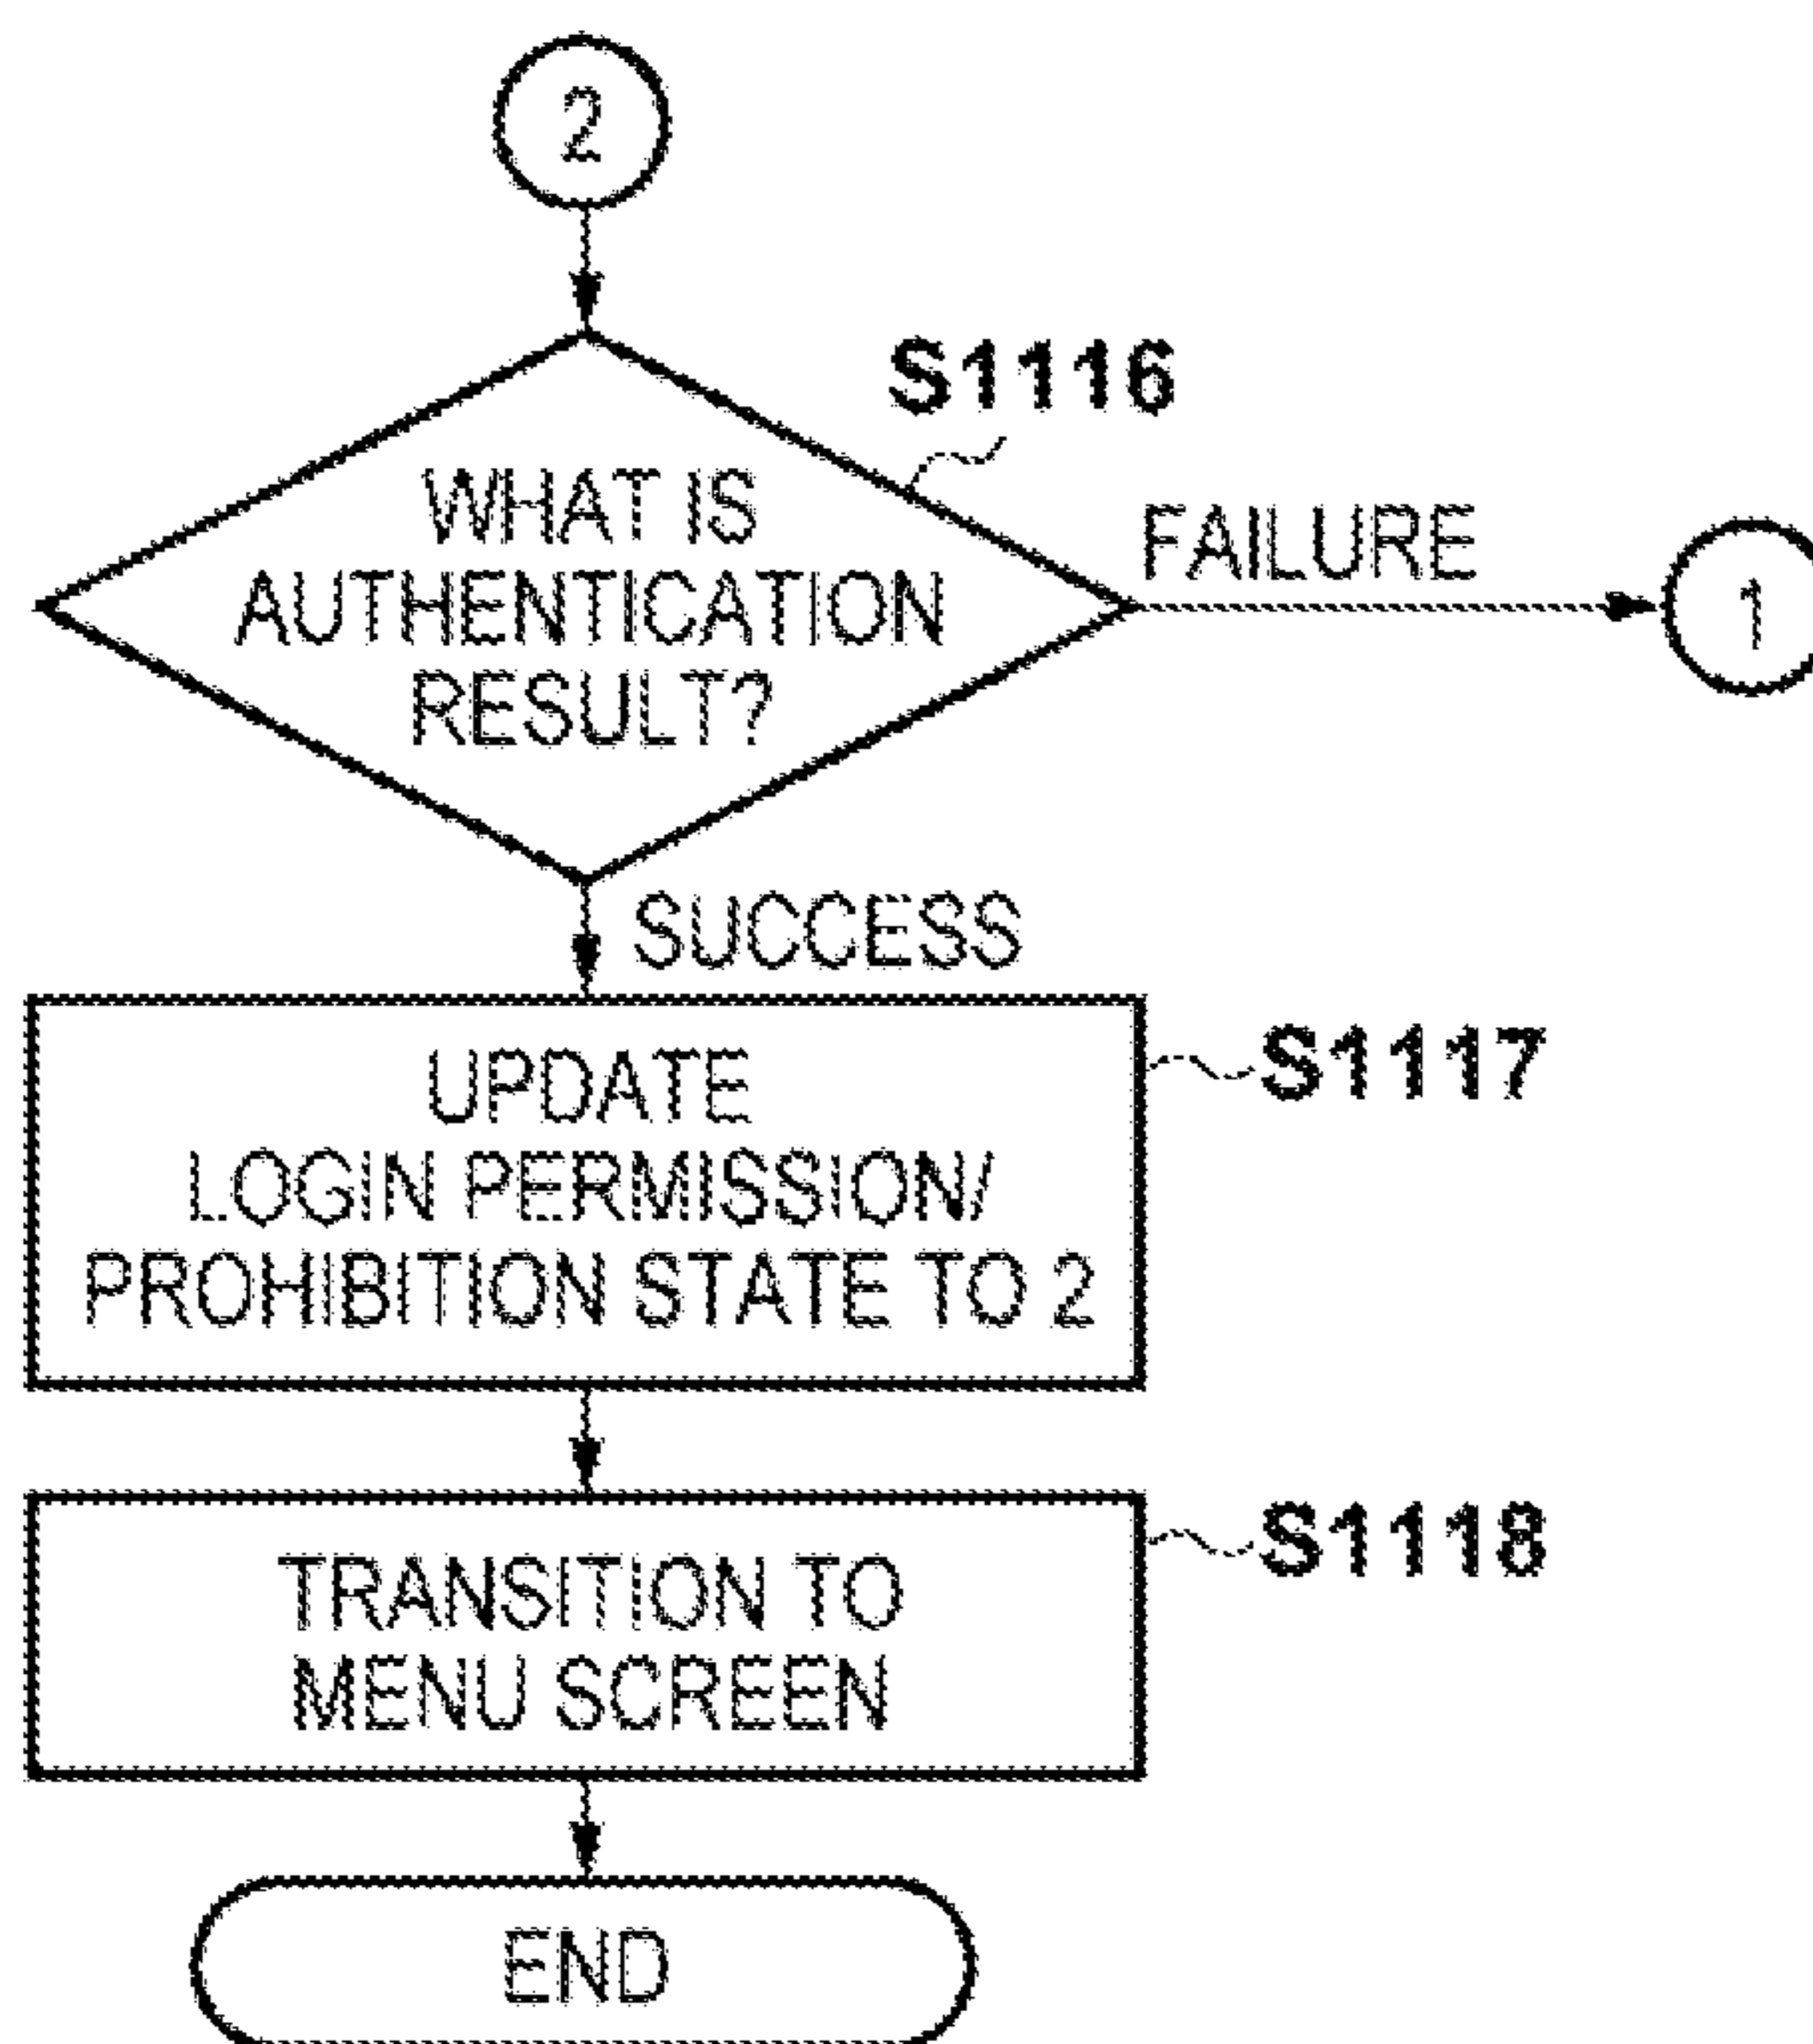 2
S1116
WHAT IS
AUTHENTICATION
RESULT?
FAILURE
1
SUCCESS
UPDATE
LOGIN PERMISSION/
PROHIBITION STATE TO 2
S1117
TRANSITION TO
MENU SCREEN
S1118
END